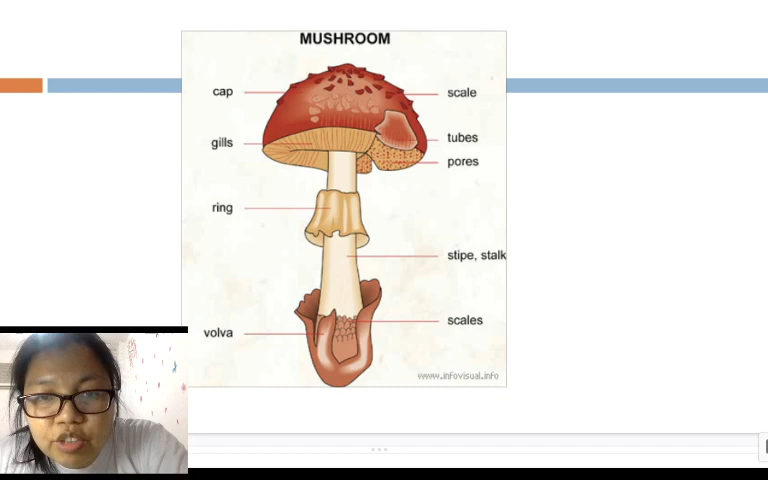 MUSHROOM
cap
scale
gills
tubes
pores
ring
stipe, stalk
scales
volva
www.infovisual.info